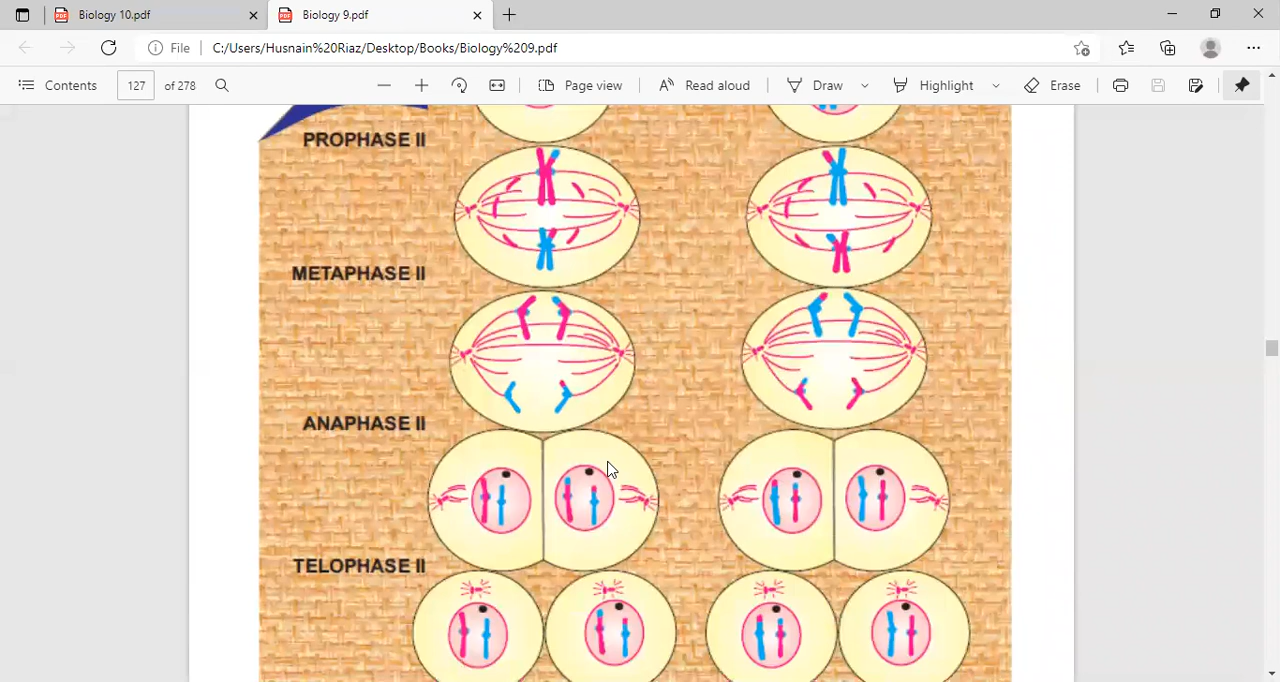 Biology 10.pdf
Biology 9.pdf
File
C:/Users/Husnain%20Riaz/Desktop/Books/Biology%209.pdf
Contents
127
of 278
Page view
Read aloud
Draw
Highlight
Erase
PROPHASE II
METAPHASE II
ANAPHASE II
TELOPHASE II